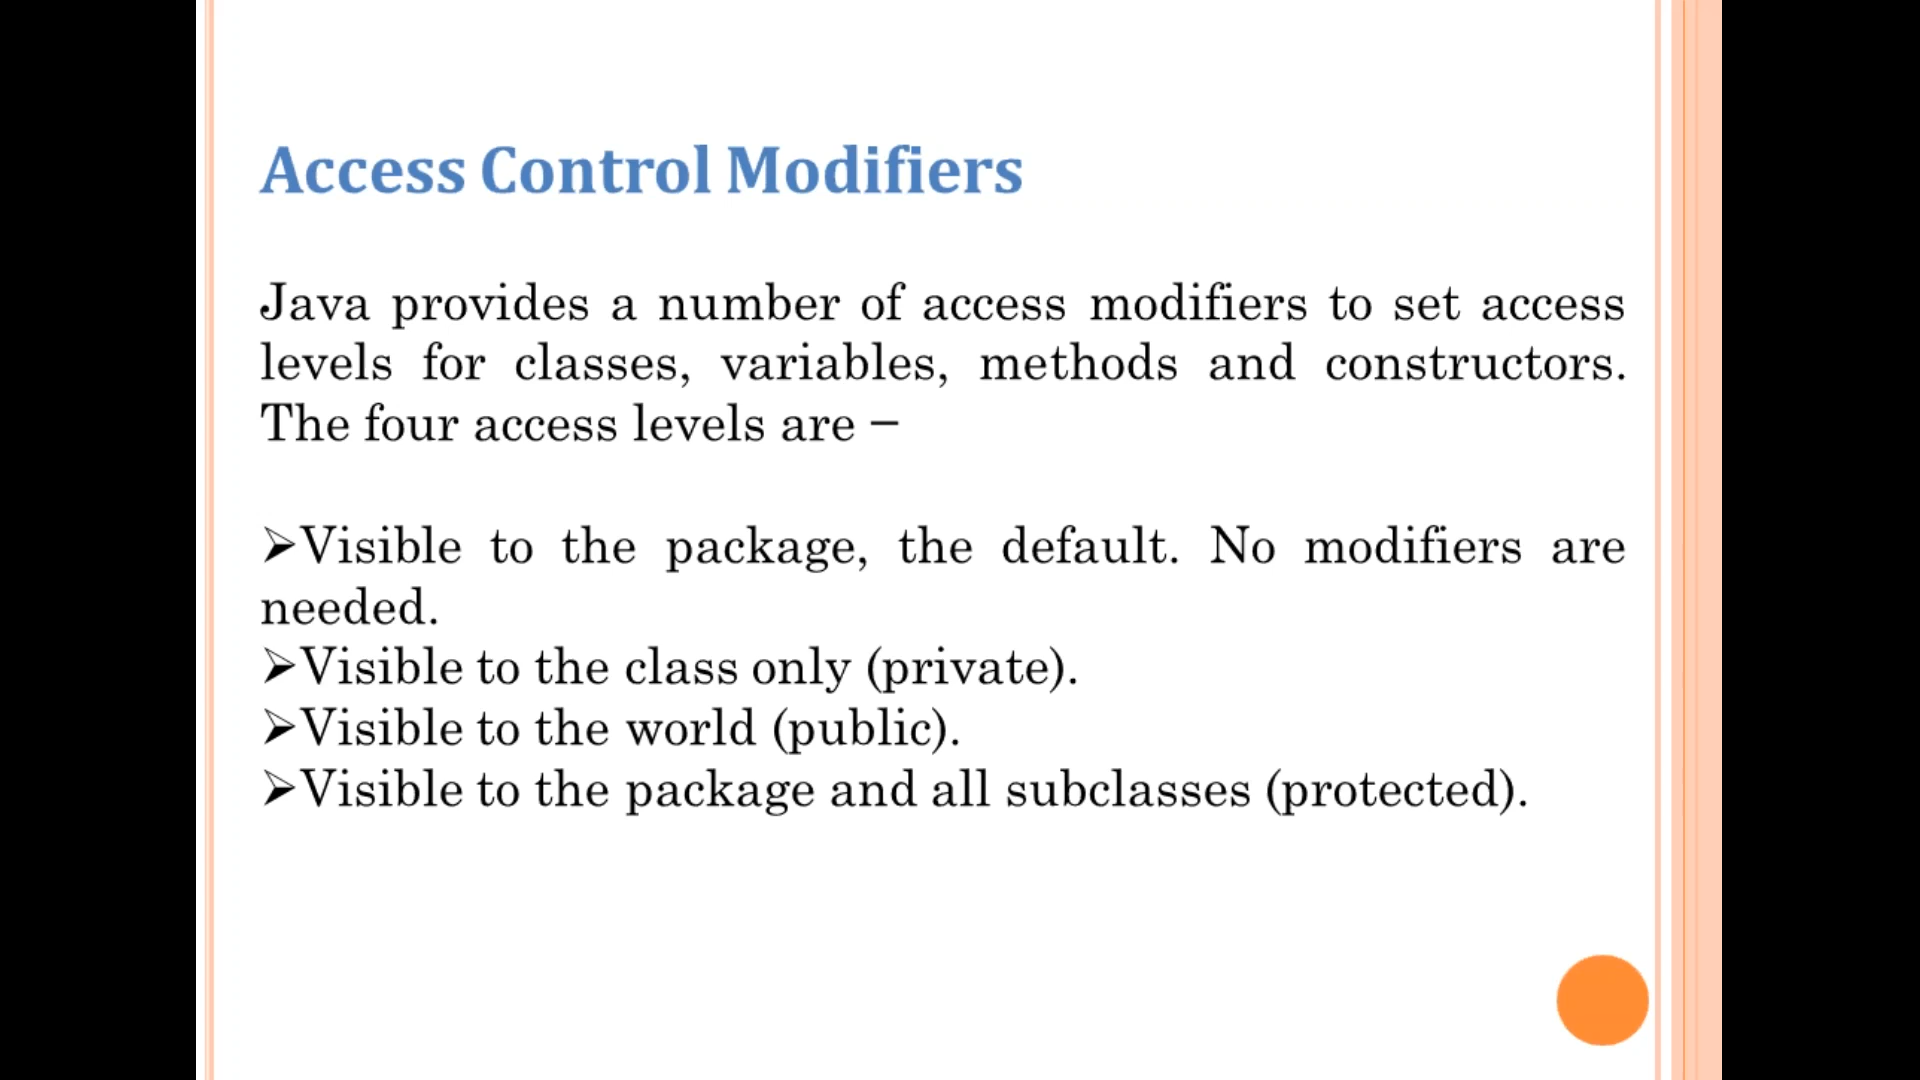 Access Control Modifiers
Java provides a number of access modifiers to set access
levels for classes, variables, methods and constructors.
The four access levels are −
➢Visible to the package, the default. No modifiers are
needed.
➢Visible to the class only (private).
➢Visible to the world (public).
➢Visible to the package and all subclasses (protected).